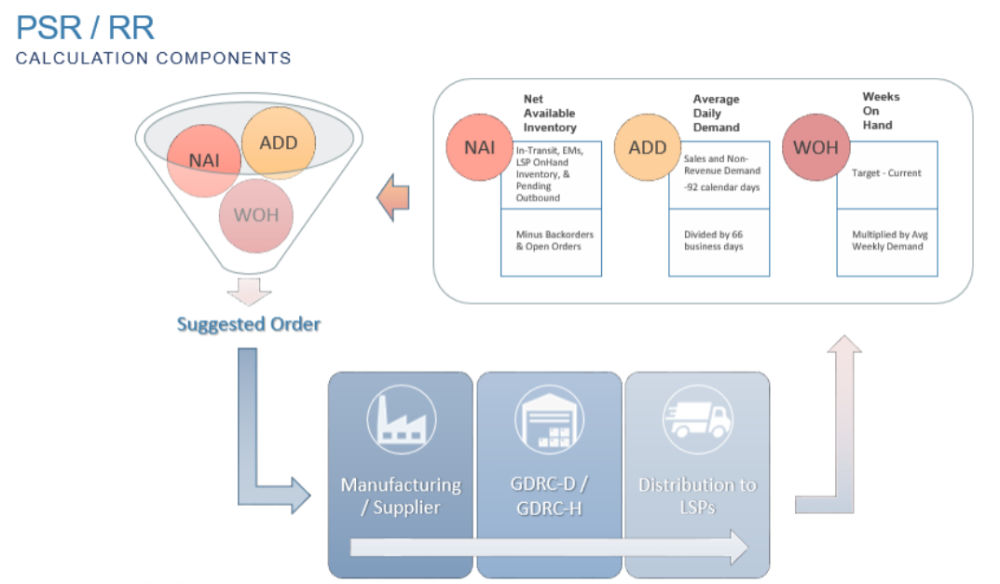 PSR / RR
CALCULATION COMPONENTS
NAI
ADD
WOH
Suggested Order
Net
Available
Inventory
NAI
In-Transit, EMs,
LSP OnHand
Inventory, &
Pending
Outbound
Minus Backorders
& Open Orders
Average
Daily
Demand
ADD
Sales and Non-
Revenue Demand
-92 calendar days
Divided by 66
business days
Weeks
On
Hand
WOH
Target - Current
Multiplied by Avg
Weekly Demand
Manufacturing
/ Supplier
GDRC-D /
GDRC-H
Distribution to
LSPs